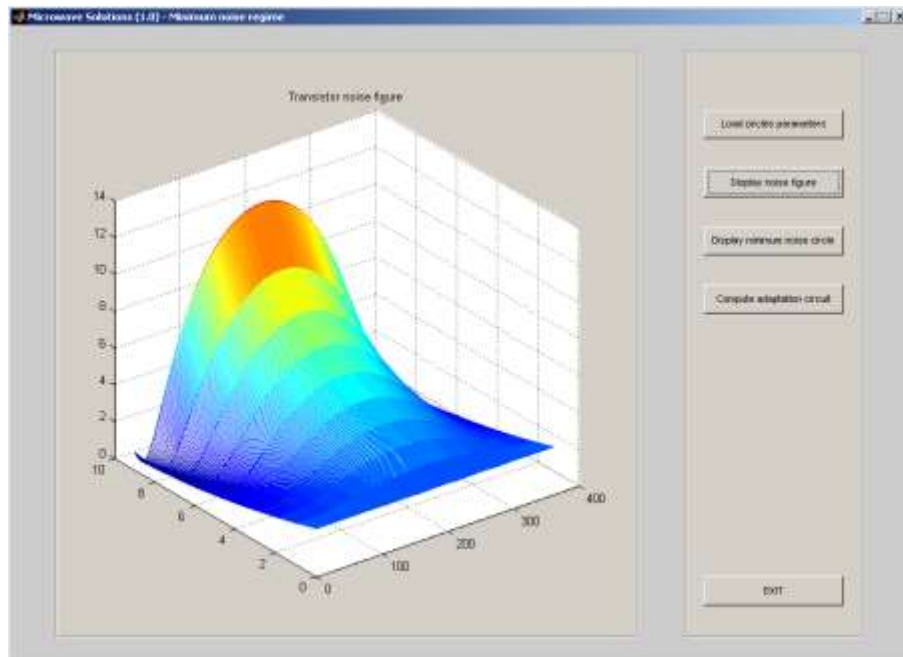 Microwave Solutions (1.0) - Minimum noise regime
Transistor noise figure
14
12
10
8
6
4
2
0
10
8
6
4
2
0
0
100
200
300
400
Load circles parameters
Display noise figure
Display minimum noise circle
Compute adaptation circuit
EXIT